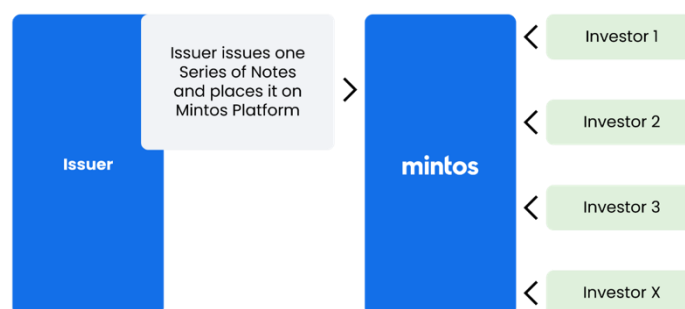 Issuer issues one
Series of Notes
and places it on
Mintos Platform
Issuer
mintos
Investor 1
Investor 2
Investor 3
Investor X